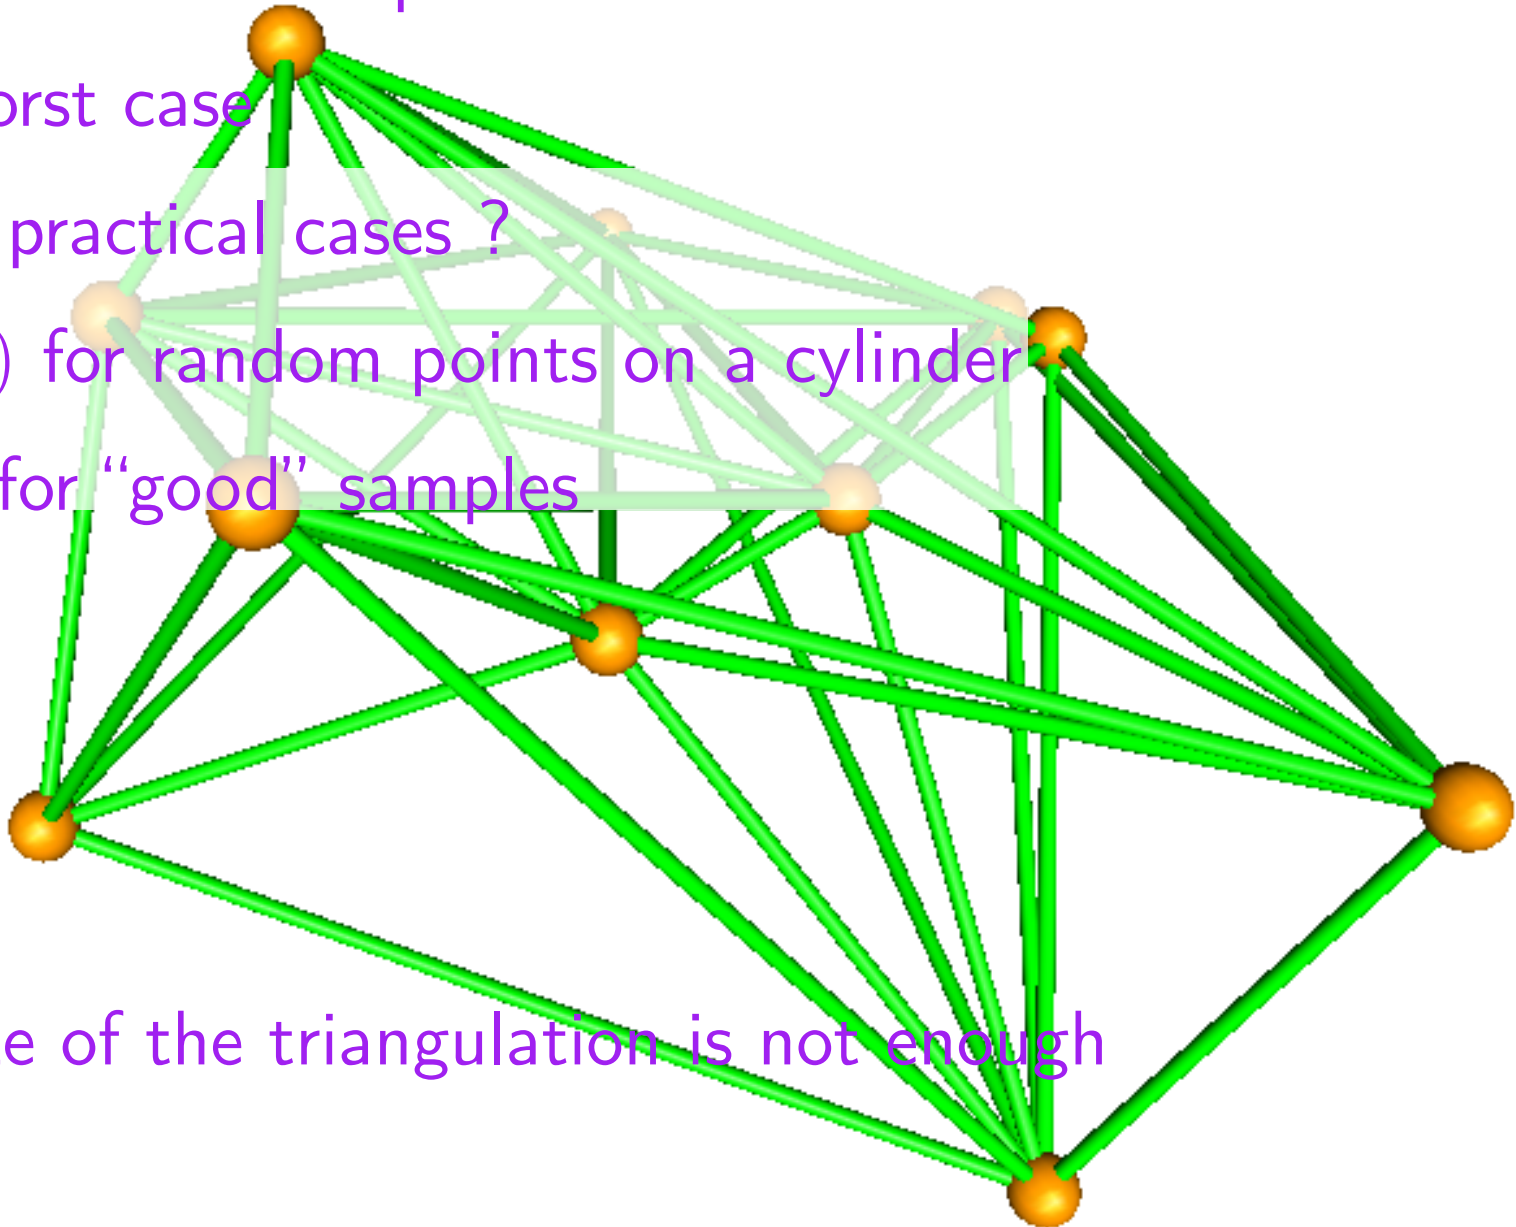 orst case
practical cases ?
) for random points on a cylinder
for “good” samples
e of the triangulation is not enough